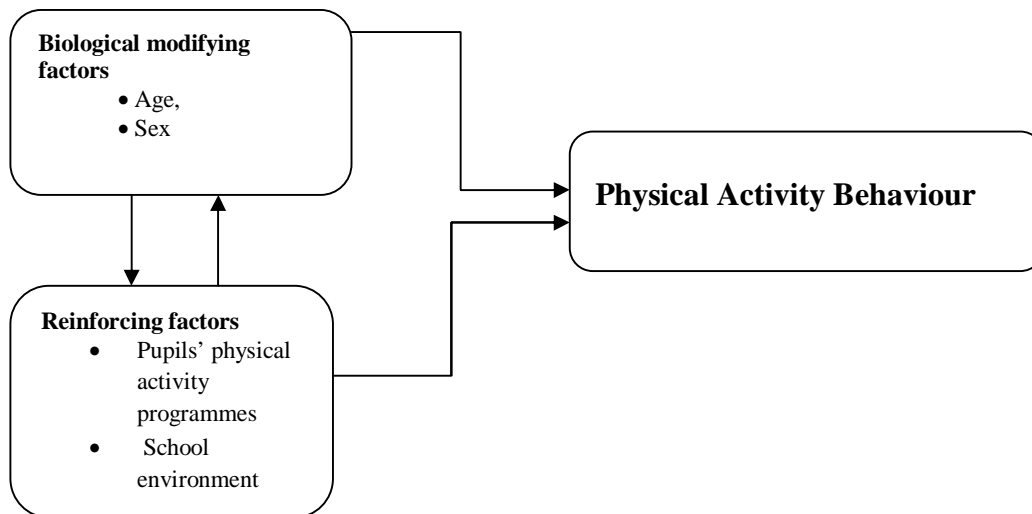 Biological modifying
factors
• Age,
• Sex
Physical Activity Behaviour
Reinforcing factors
• Pupils’ physical
activity
programmes
• School
environment